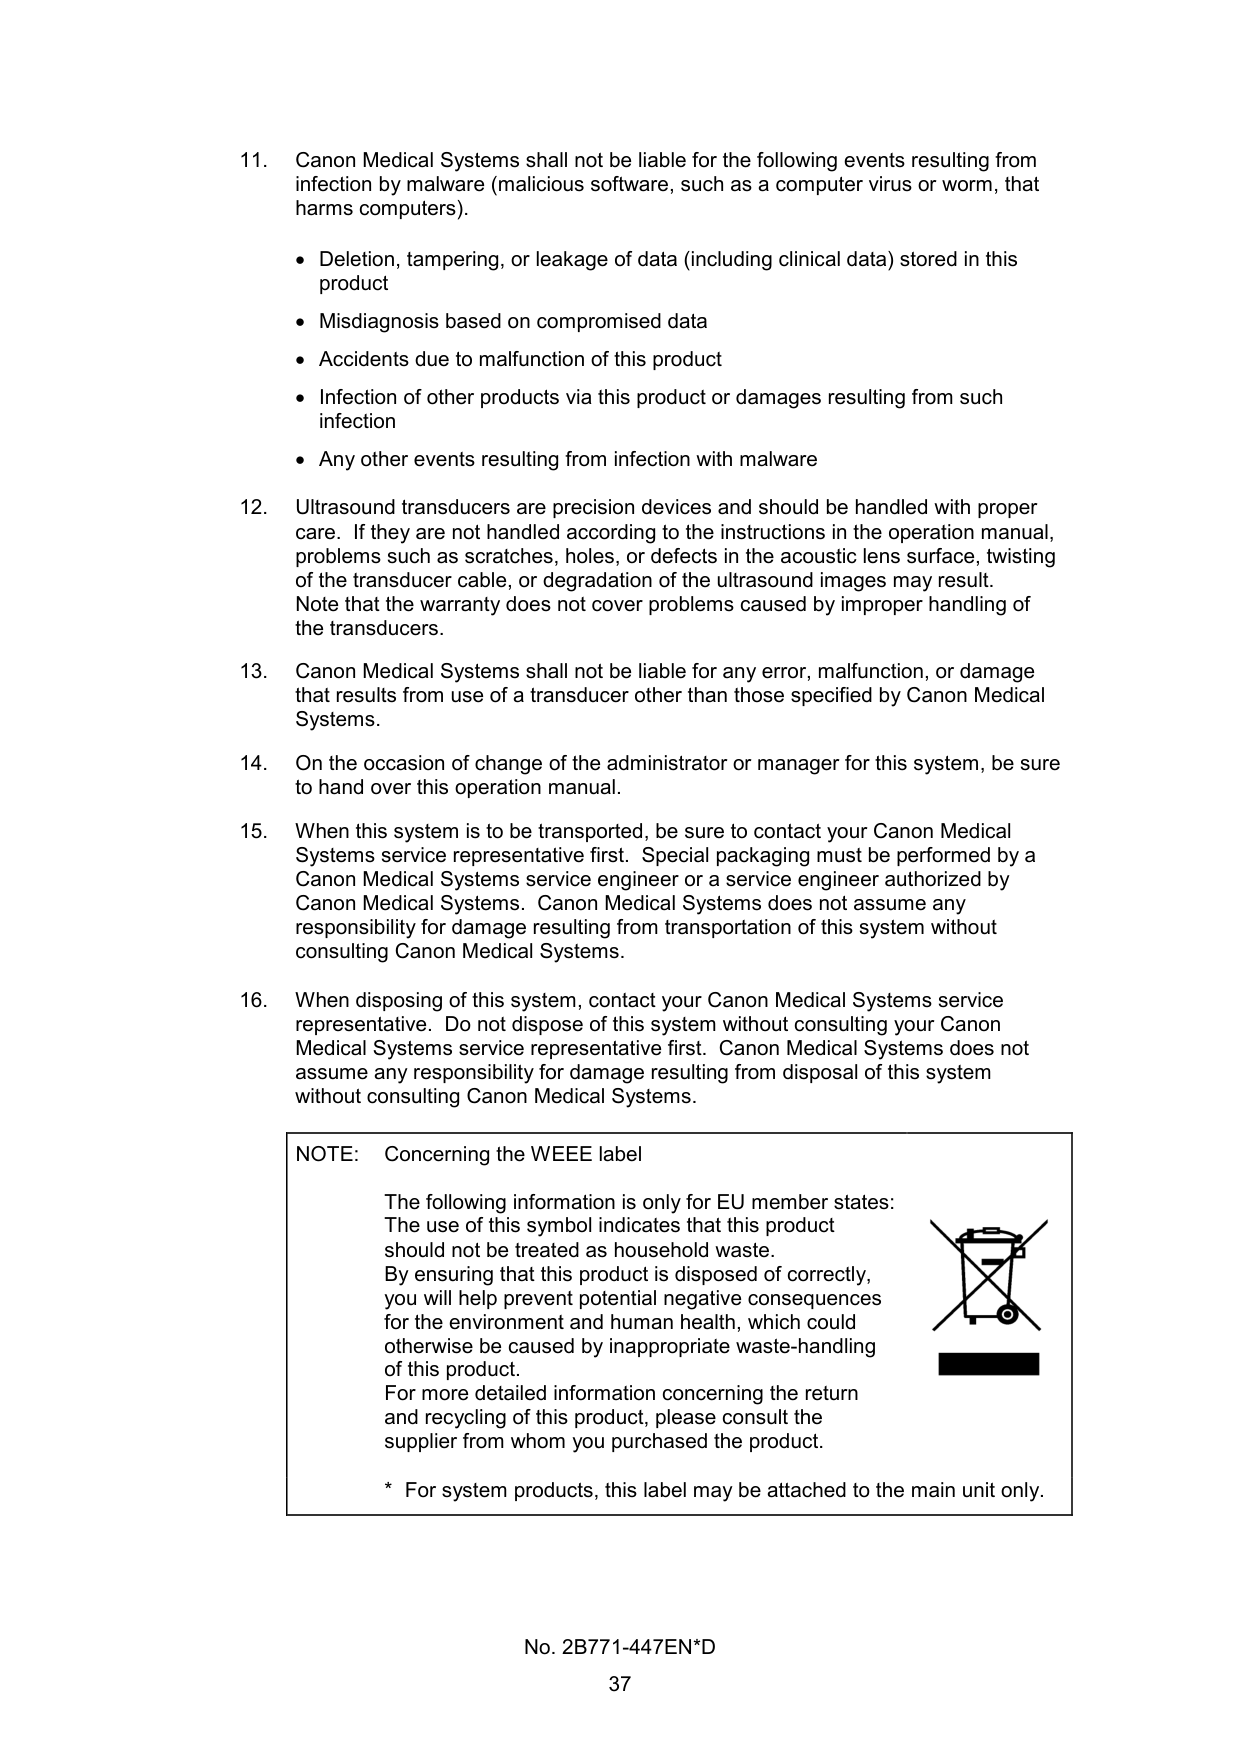 11. Canon Medical Systems shall not be liable for the following events resulting from
infection by malware (malicious software, such as a computer virus or worm, that
harms computers).
• Deletion, tampering, or leakage of data (including clinical data) stored in this
product
• Misdiagnosis based on compromised data
• Accidents due to malfunction of this product
• Infection of other products via this product or damages resulting from such
infection
• Any other events resulting from infection with malware
12. Ultrasound transducers are precision devices and should be handled with proper
care.  If they are not handled according to the instructions in the operation manual,
problems such as scratches, holes, or defects in the acoustic lens surface, twisting
of the transducer cable, or degradation of the ultrasound images may result.
Note that the warranty does not cover problems caused by improper handling of
the transducers.
13. Canon Medical Systems shall not be liable for any error, malfunction, or damage
that results from use of a transducer other than those specified by Canon Medical
Systems.
14. On the occasion of change of the administrator or manager for this system, be sure
to hand over this operation manual.
15. When this system is to be transported, be sure to contact your Canon Medical
Systems service representative first.  Special packaging must be performed by a
Canon Medical Systems service engineer or a service engineer authorized by
Canon Medical Systems.  Canon Medical Systems does not assume any
responsibility for damage resulting from transportation of this system without
consulting Canon Medical Systems.
16. When disposing of this system, contact your Canon Medical Systems service
representative.  Do not dispose of this system without consulting your Canon
Medical Systems service representative first.  Canon Medical Systems does not
assume any responsibility for damage resulting from disposal of this system
without consulting Canon Medical Systems.
NOTE: Concerning the WEEE label
The following information is only for EU member states:
The use of this symbol indicates that this product
should not be treated as household waste.
By ensuring that this product is disposed of correctly,
you will help prevent potential negative consequences
for the environment and human health, which could
otherwise be caused by inappropriate waste-handling
of this product.
For more detailed information concerning the return
and recycling of this product, please consult the
supplier from whom you purchased the product.
* For system products, this label may be attached to the main unit only.
No. 2B771-447EN*D
37